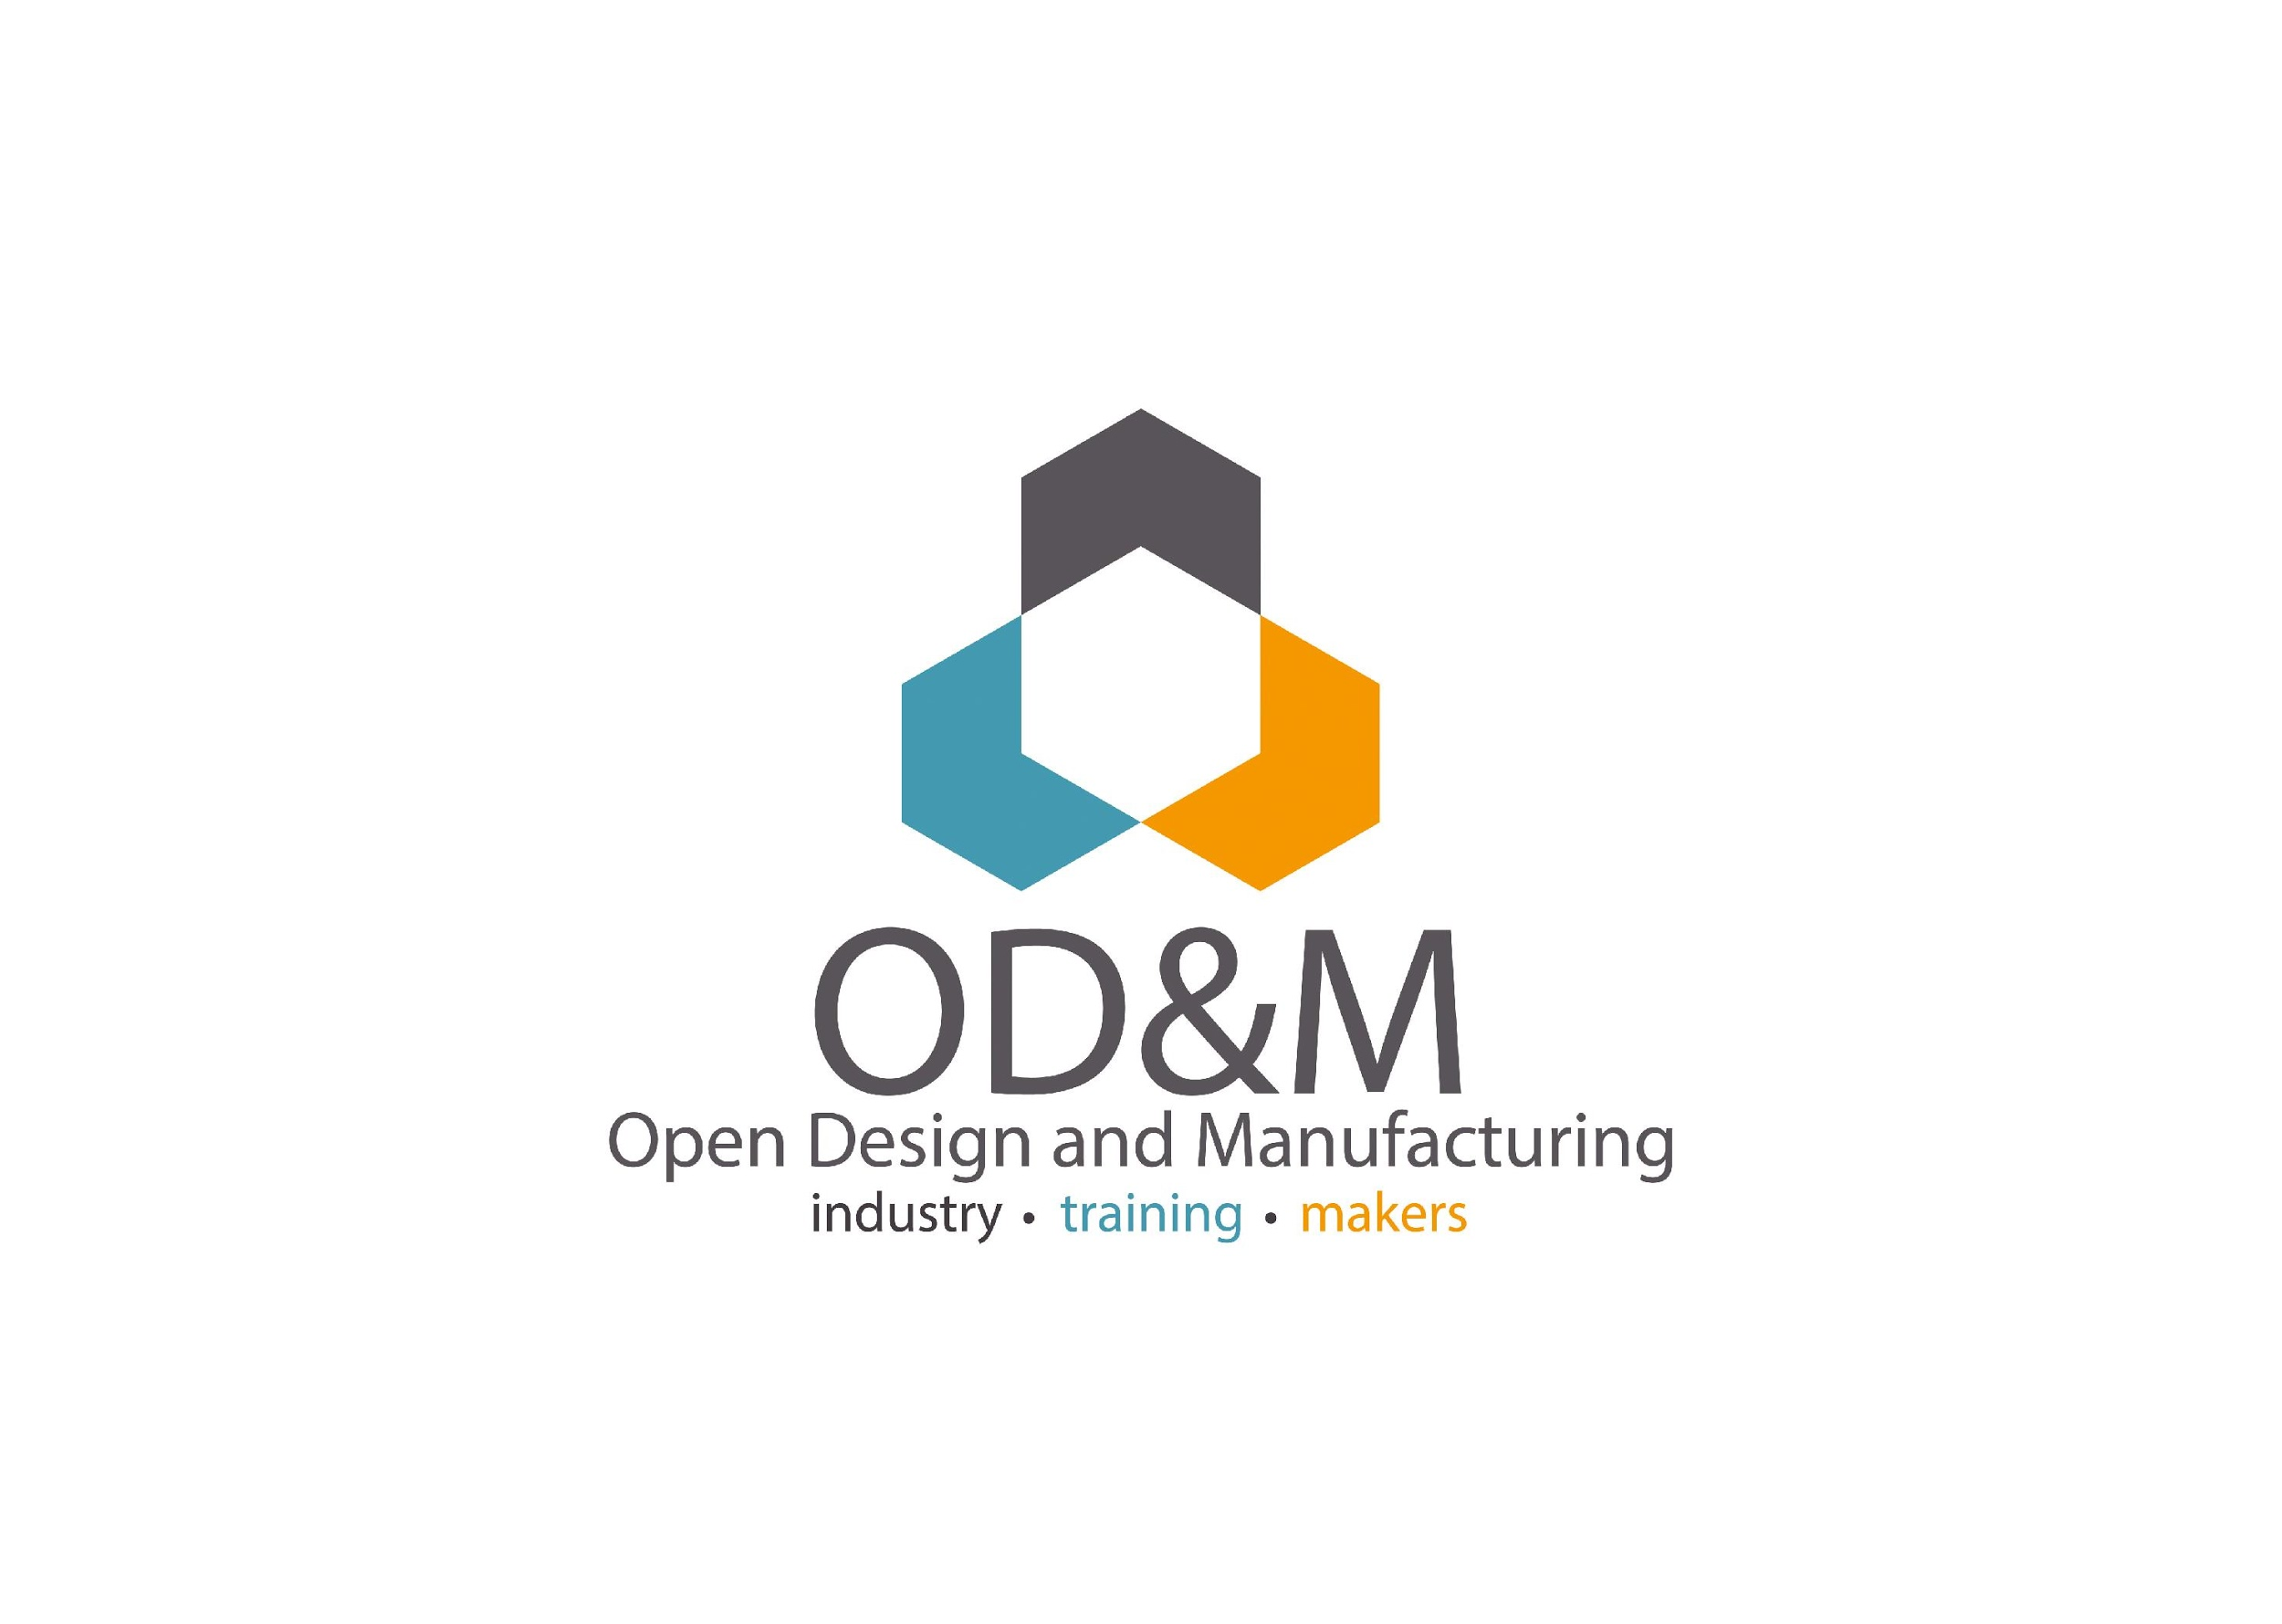 OD&M
Open Design and Manufacturing
industry • training • makers